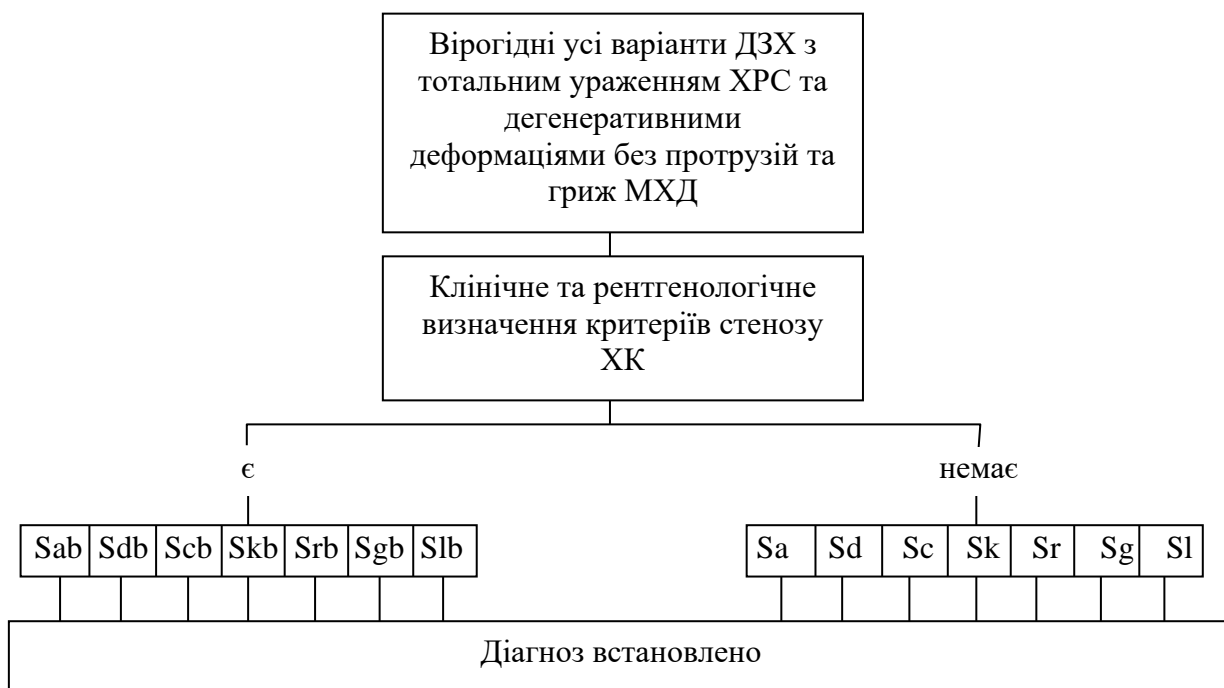 Вірогідні усі варіанти ДЗХ з
тотальним ураженням ХРС та
дегенеративними
деформаціями без протрузій та
гриж МХД
Клінічне та рентгенологічне
визначення критеріїв стенозу
ХК
є
немає
Sab Sdb Scb Skb Srb Sgb Slb
Sa Sd Sc Sk Sr Sg Sl
Діагноз встановлено